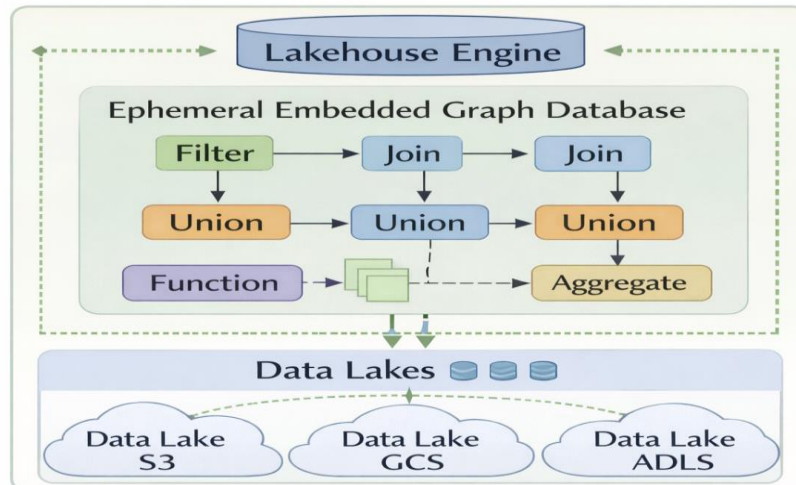 Lakehouse Engine
Ephemeral Embedded Graph Database
Filter
Join
Join
Union
Union
Union
Function
Aggregate
Data Lakes
Data Lake
S3
Data Lake
GCS
Data Lake
ADLS